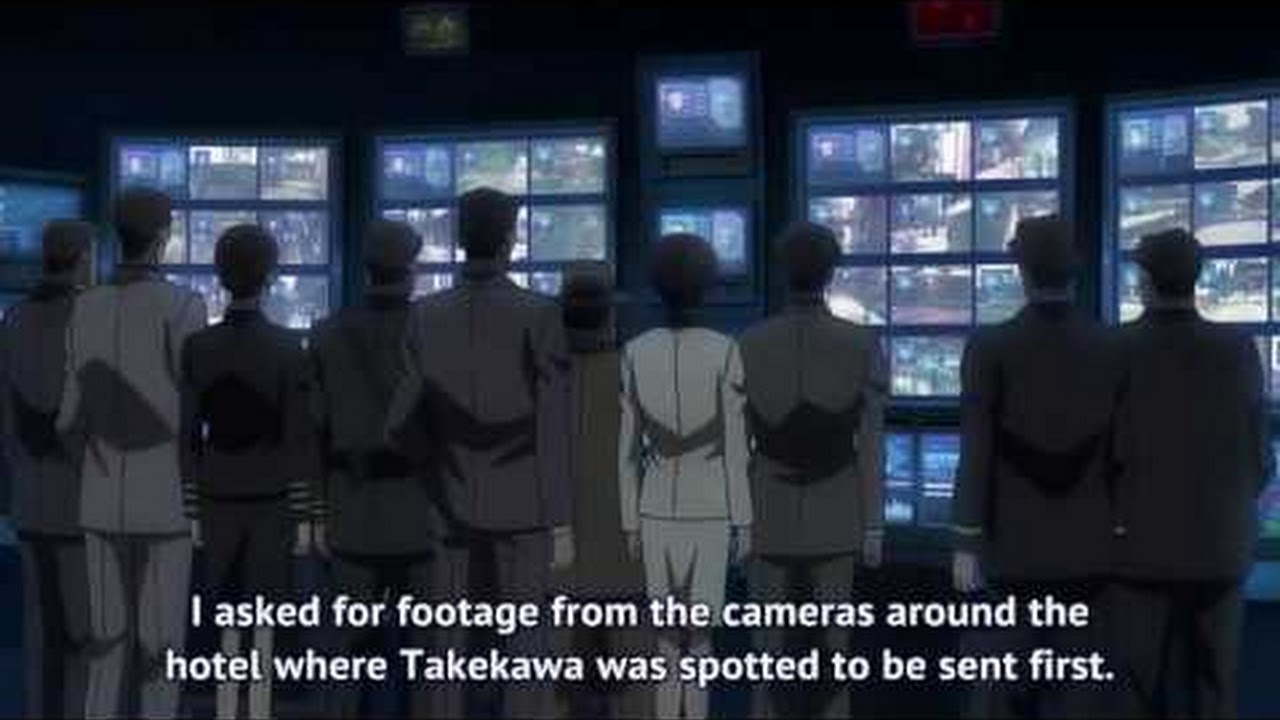 I asked for footage from the cameras around the
hotel where Takekawa was spotted to be sent first.